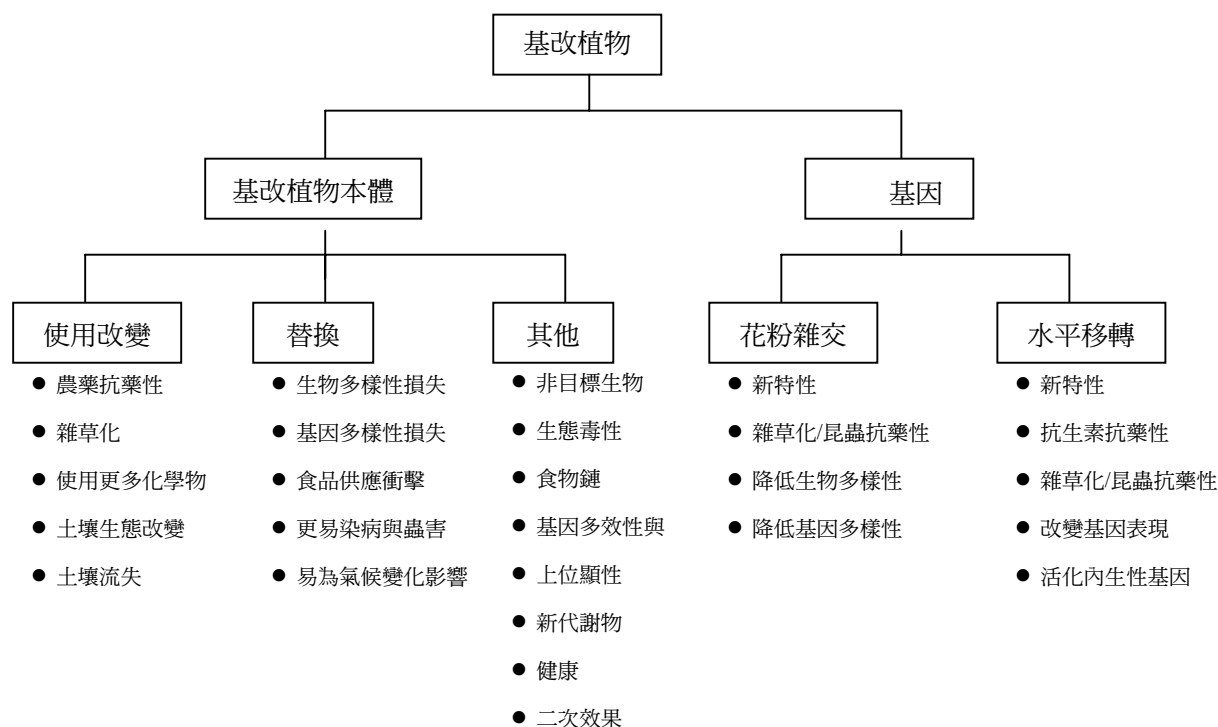 基改植物
基改植物本體
基因
使用改變
替換
其他
花粉雜交
水平移轉
● 農藥抗藥性
● 雜草化
● 使用更多化學物
● 土壤生態改變
● 土壤流失
● 生物多樣性損失
● 基因多樣性損失
● 食品供應衝擊
● 更易染病與蟲害
● 易為氣候變化影響
● 非目標生物
● 生態毒性
● 食物鏈
● 基因多效性與
● 上位顯性
● 新代謝物
● 健康
● 二次效果
● 新特性
● 雜草化/昆蟲抗藥性
● 降低生物多樣性
● 降低基因多樣性
● 新特性
● 抗生素抗藥性
● 雜草化/昆蟲抗藥性
● 改變基因表現
● 活化內生性基因